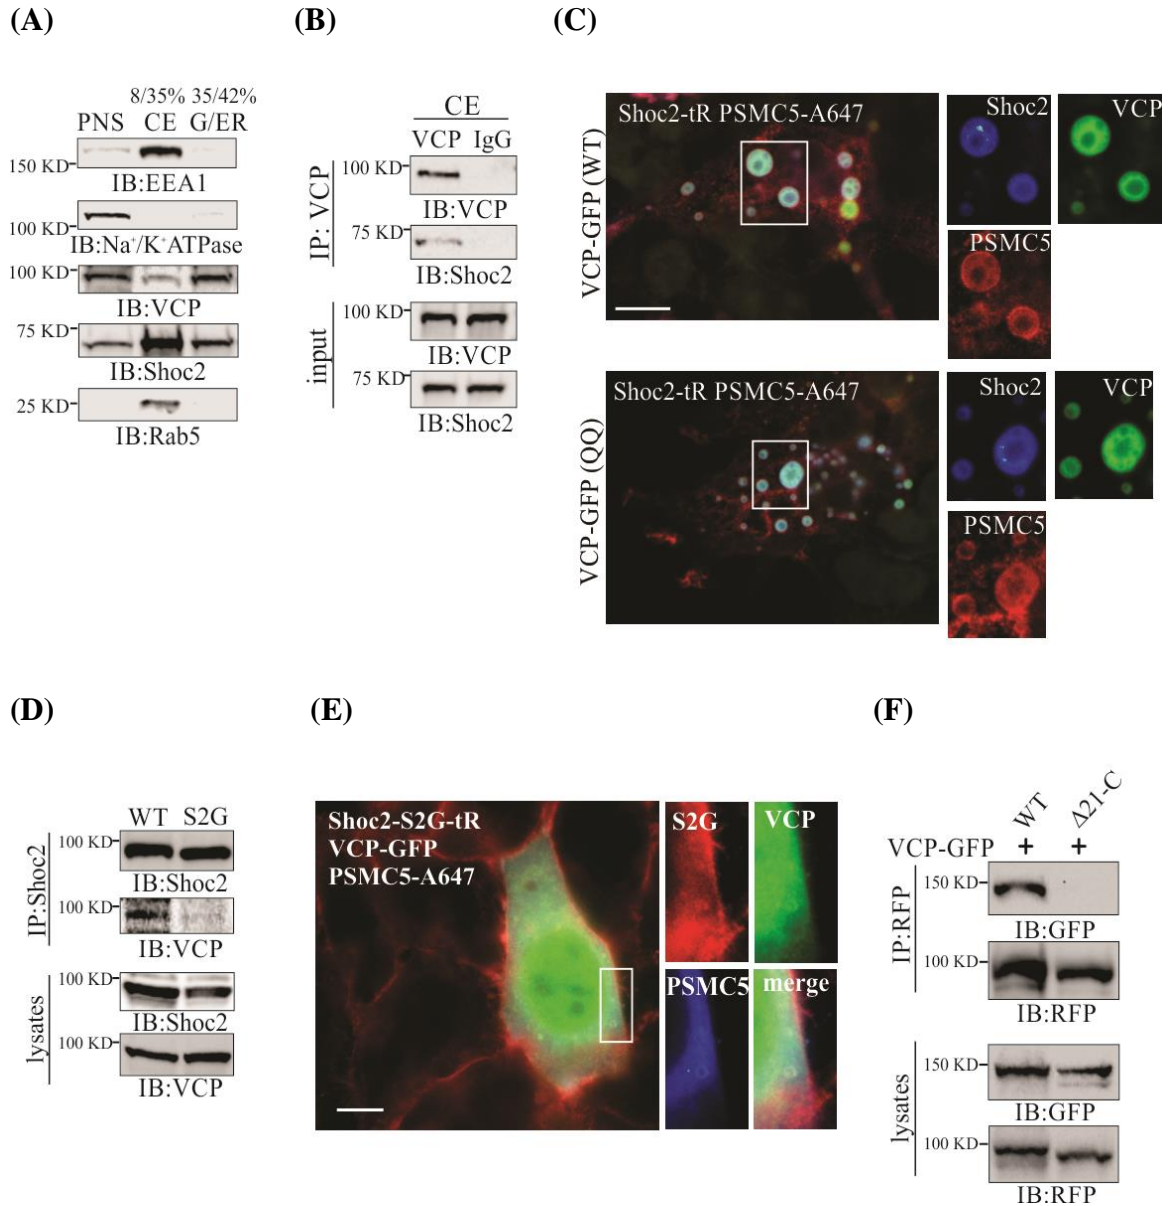 (A)
8/35% 35/42%
PNS CE G/ER
150 KD
IB:EEA1
100 KD
IB:Na⁺/K⁺ATPase
100 KD
IB:VCP
75 KD
IB:Shoc2
25 KD
IB:Rab5
(B)
CE
VCP IgG
IP: VCP
100 KD
IB:VCP
75 KD
IB:Shoc2
input
100 KD
IB:VCP
75 KD
IB:Shoc2
(C)
VCP-GFP (WT)
Shoc2-tR PSMC5-A647
Shoc2
VCP
PSMC5
VCP-GFP (QQ)
Shoc2-tR PSMC5-A647
Shoc2
VCP
PSMC5
(D)
WT S2G
IP:Shoc2
100 KD
IB:Shoc2
100 KD
IB:VCP
lysates
100 KD
IB:Shoc2
100 KD
IB:VCP
(E)
Shoc2-S2G-tR
VCP-GFP
PSMC5-A647
S2G
VCP
PSMC5
merge
(F)
WT Δ21-C
VCP-GFP + +
IP:RFP
150 KD
IB:GFP
100 KD
IB:RFP
lysates
150 KD
IB:GFP
100 KD
IB:RFP